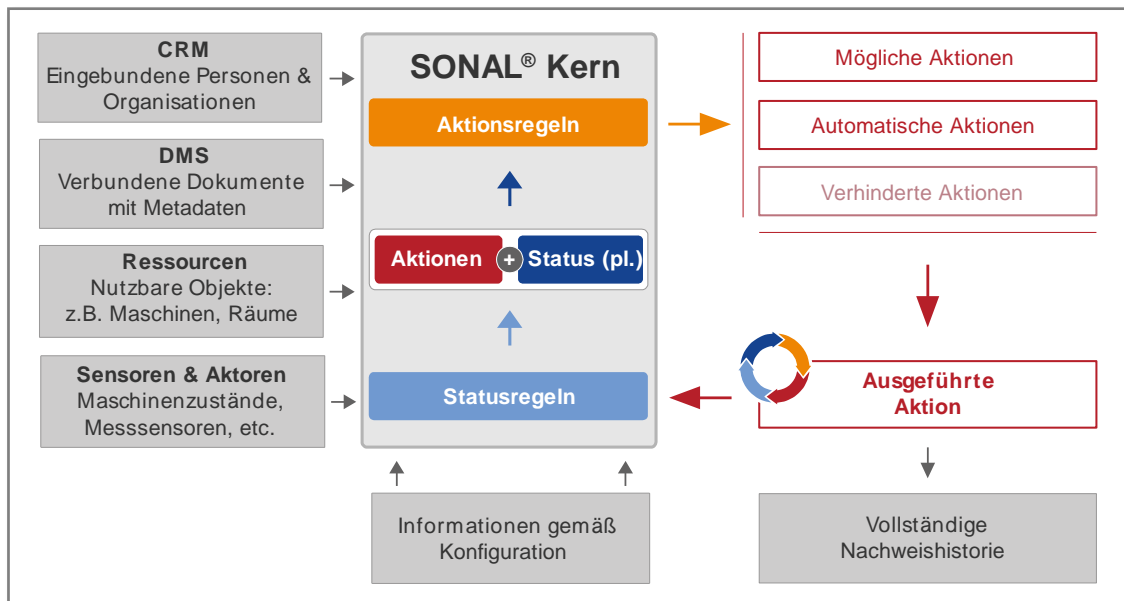 CRM
Eingebundene Personen &
Organisationen
DMS
Verbundene Dokumente
mit Metadaten
Ressourcen
Nutzbare Objekte:
z.B. Maschinen, Räume
Sensoren & Aktoren
Maschinenzustände,
Messsensoren, etc.
SONAL® Kern
Aktionsregeln
Aktionen + Status (pl.)
Statusregeln
Informationen gemäß
Konfiguration
Mögliche Aktionen
Automatische Aktionen
Verhinderte Aktionen
Ausgeführte
Aktion
Vollständige
Nachweishistorie